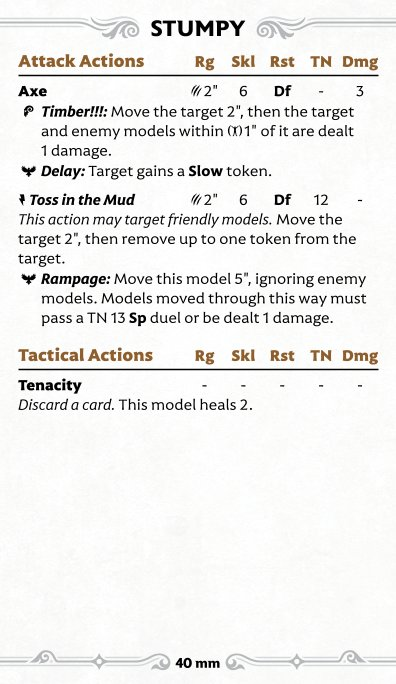 STUMPY
Attack Actions Rg Skl Rst TN Dmg
Axe 2" 6 Df - 3
Timber!!!: Move the target 2", then the target
and enemy models within 1" of it are dealt
1 damage.
Delay: Target gains a Slow token.
Toss in the Mud 2" 6 Df 12 -
This action may target friendly models. Move the
target 2", then remove up to one token from the
target.
Rampage: Move this model 5", ignoring enemy
models. Models moved through this way must
pass a TN 13 Sp duel or be dealt 1 damage.
Tactical Actions Rg Skl Rst TN Dmg
Tenacity - - - - -
Discard a card. This model heals 2.
40 mm